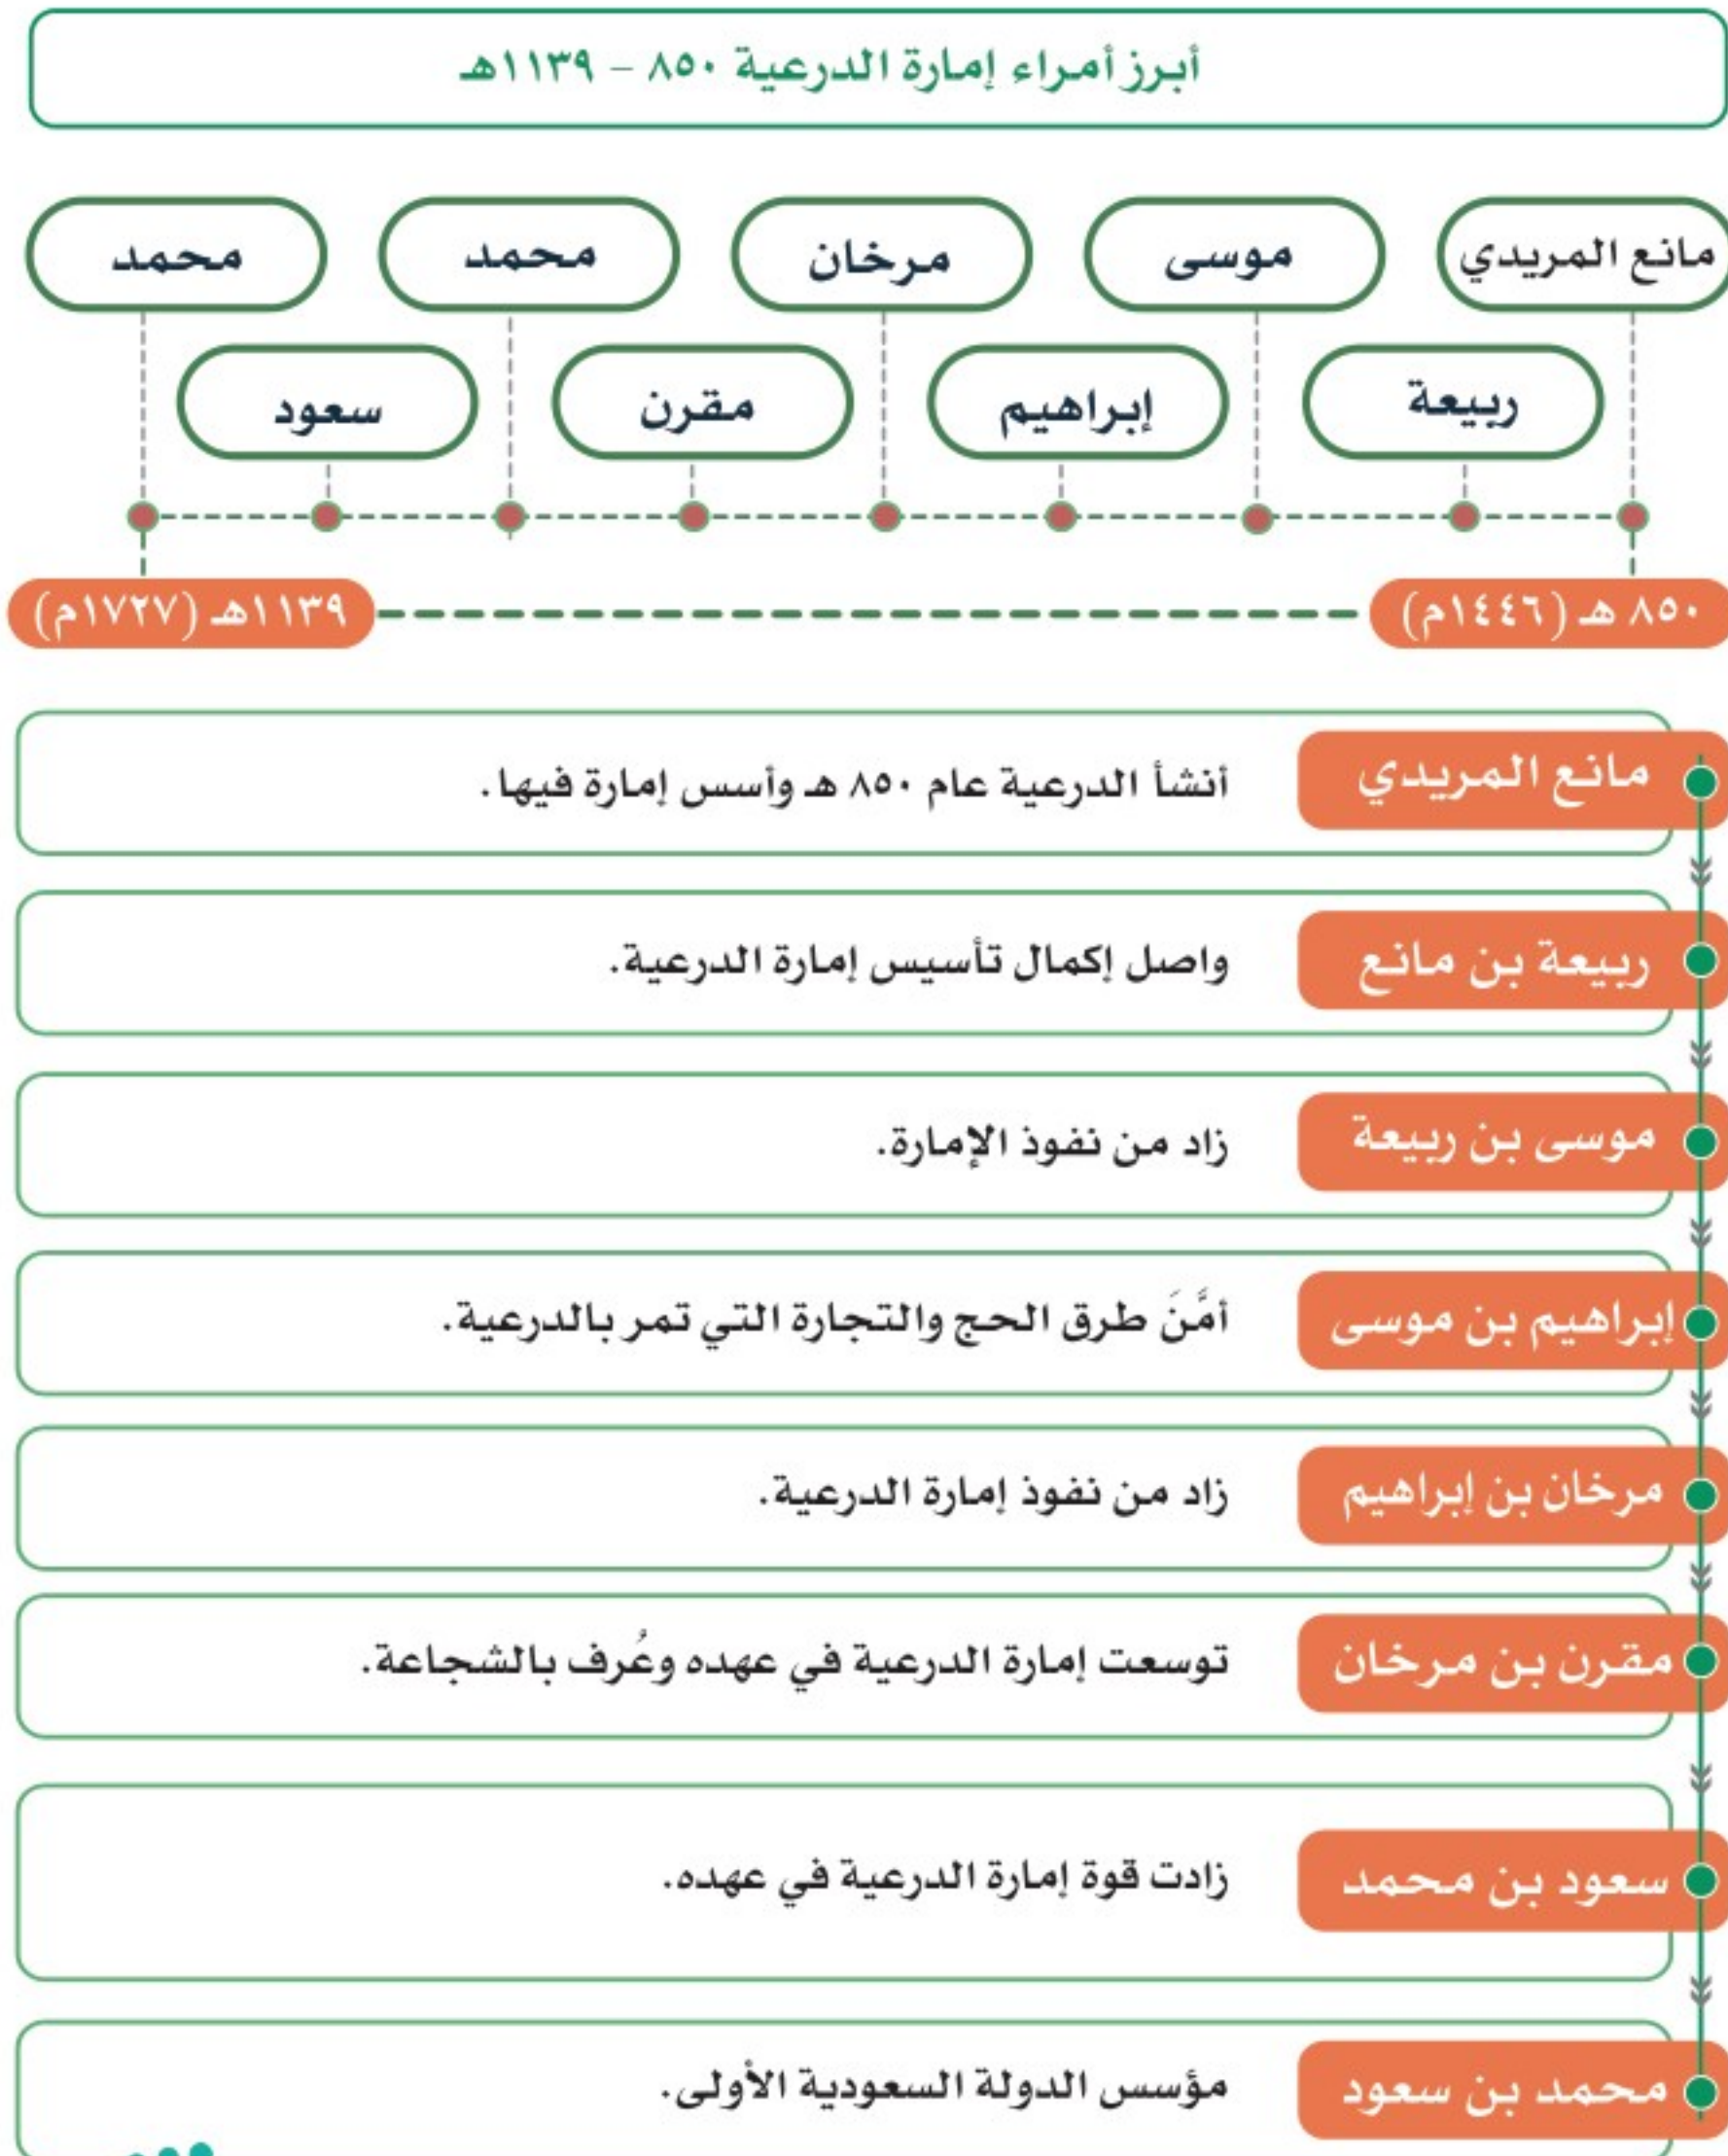 أبرز أمراء إمارة الدرعية ٨٥٠ – ١١٣٩هـ
مانع المريدي
موسى
مرخان
محمد
محمد
ربيعة
إبراهيم
مقرن
سعود
٨٥٠ هـ (١٤٤٦م)
١١٣٩هـ (١٧٢٧م)
مانع المريدي
أنشأ الدرعية عام ٨٥٠ هـ وأسس إمارة فيها.
ربيعة بن مانع
واصل إكمال تأسيس إمارة الدرعية.
موسى بن ربيعة
زاد من نفوذ الإمارة.
إبراهيم بن موسى
أمَّنَ طرق الحج والتجارة التي تمر بالدرعية.
مرخان بن إبراهيم
زاد من نفوذ إمارة الدرعية.
مقرن بن مرخان
توسعت إمارة الدرعية في عهده وعُرف بالشجاعة.
سعود بن محمد
زادت قوة إمارة الدرعية في عهده.
محمد بن سعود
مؤسس الدولة السعودية الأولى.